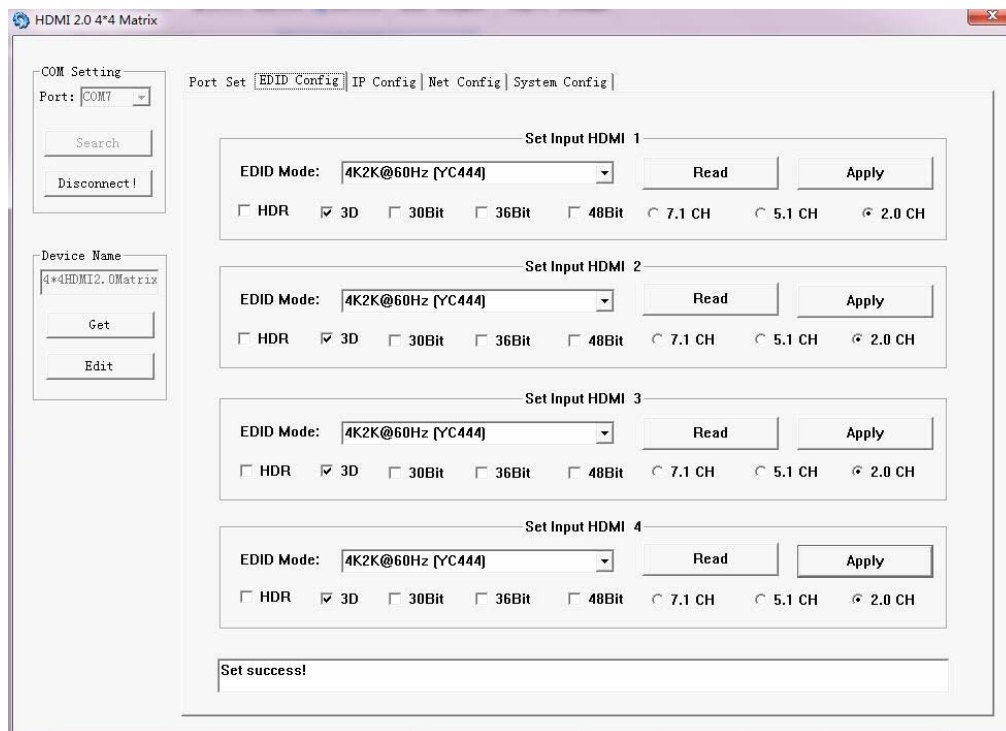 HDMI 2.0 4*4 Matrix
COM Setting
Port: COM7
Search
Disconnect!
Device Name
4*4HDMI2.0Matrix
Get
Edit
Port Set EDID Config IP Config Net Config System Config
Set Input HDMI 1
EDID Mode: 4K2K@60Hz (YC444) Read Apply
HDR 3D 30Bit 36Bit 48Bit 7.1 CH 5.1 CH 2.0 CH
Set Input HDMI 2
EDID Mode: 4K2K@60Hz (YC444) Read Apply
HDR 3D 30Bit 36Bit 48Bit 7.1 CH 5.1 CH 2.0 CH
Set Input HDMI 3
EDID Mode: 4K2K@60Hz (YC444) Read Apply
HDR 3D 30Bit 36Bit 48Bit 7.1 CH 5.1 CH 2.0 CH
Set Input HDMI 4
EDID Mode: 4K2K@60Hz (YC444) Read Apply
HDR 3D 30Bit 36Bit 48Bit 7.1 CH 5.1 CH 2.0 CH
Set success!